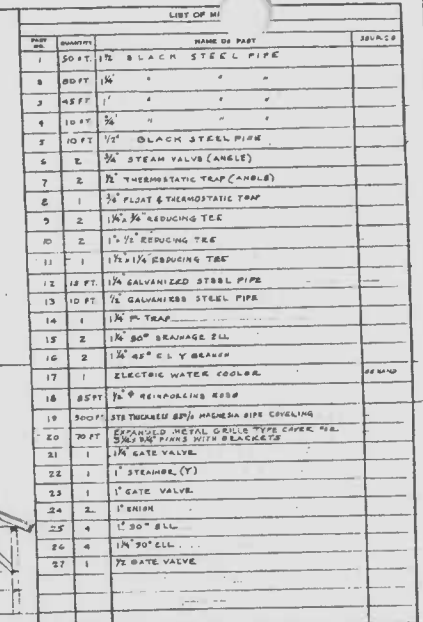 LIST OF
PART NO. QUANTITY NAME OF PART SOURCE
1 50 FT. 1½" BLACK STEEL PIPE
2 80 FT 1¼" " " "
3 45 FT 1" " " "
4 10 FT ¾" " " "
5 10 FT 1/2" BLACK STEEL PIPE
6 2 ¾" STEAM VALVE (ANGLE)
7 2 ½" THERMOSTATIC TRAP (ANGLE)
8 1 ¾" FLOAT & THERMOSTATIC TRAP
9 2 1¼" x ¾" REDUCING TEE
10 2 1" x ½" REDUCING TEE
11 1 1½" x 1¼" REDUCING TEE
12 15 FT. 1¼" GALVANIZED STEEL PIPE
13 10 FT. ½" GALVANIZED STEEL PIPE
14 1 1¼" P-TRAP
15 2 1¼" 90° DRAINAGE ELL
16 2 1¼" 45° C L Y BRANCH
17 1 ELECTRIC WATER COOLER ON HAND
18 85 FT ½" ⌀ REINFORCING RODS
19 300 FT. STD THICKNESS 85% MAGNESIA PIPE COVERING
20 70 FT EXPANDED METAL GRILLE TYPE COVER FOR
FINNS WITH BRACKETS
21 1 1¼" GATE VALVE
22 1 1" STRAINER (Y)
23 1 1" GATE VALVE
24 2 1" UNION
25 4 1" 90° ELL
26 4 1¼" 90° ELL
27 1 ½ GATE VALVE